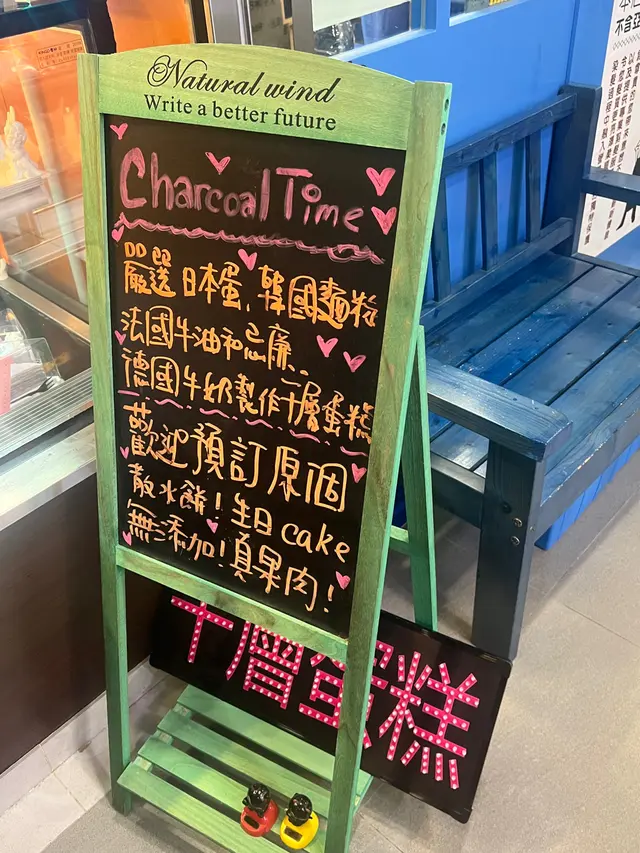 Natural wind
Write a better future
Charcoal Time
嚴選日本蛋、韓國麵粉
法國牛油和忌廉、
德國牛奶製作千層蛋糕
歡迎預訂原個
散水餅!生日cake
無添加!真果肉!
千層蛋糕